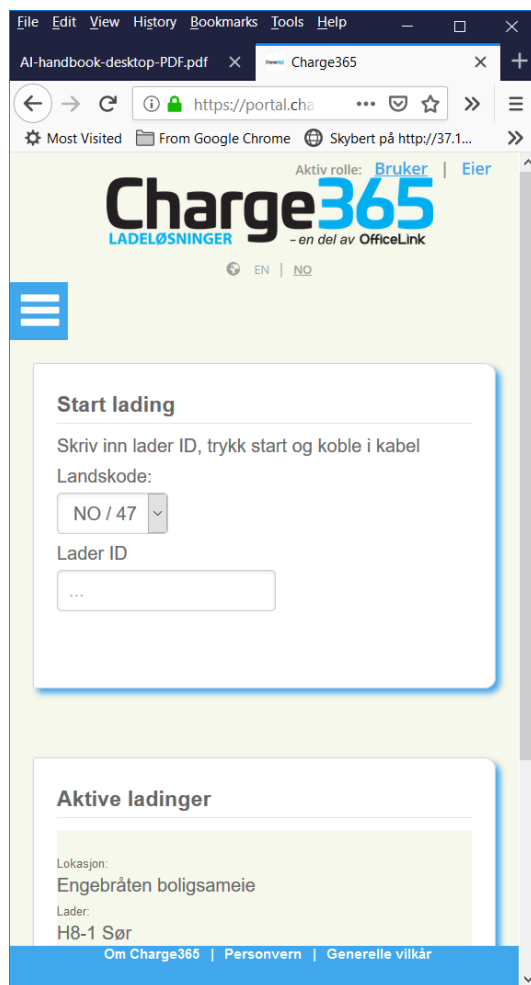 File Edit View History Bookmarks Tools Help
AI-handbook-desktop-PDF.pdf Charge365
https://portal.cha
Most Visited From Google Chrome Skybert på http://37.1...
Aktiv rolle: Bruker | Eier
Charge365
LADELØSNINGER - en del av OfficeLink
EN | NO
Start lading
Skriv inn lader ID, trykk start og koble i kabel
Landskode:
NO / 47
Lader ID
...
Aktive ladinger
Lokasjon:
Engebråten boligsameie
Lader:
H8-1 Sør
Om Charge365 | Personvern | Generelle vilkår